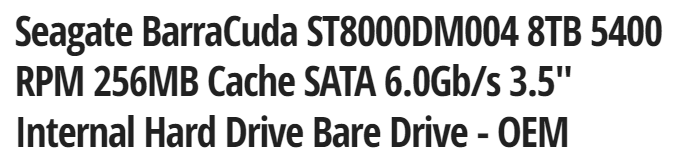 Seagate BarraCuda ST8000DM004 8TB 5400
RPM 256MB Cache SATA 6.0Gb/s 3.5"
Internal Hard Drive Bare Drive - OEM